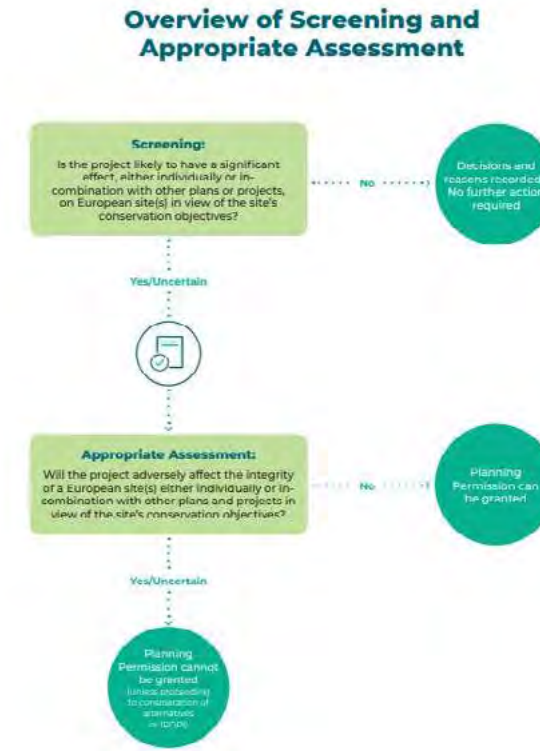 Overview of Screening and
Appropriate Assessment
Screening:
Is the project likely to have a significant
effect, either individually or in-
combination with other plans or projects,
on European site(s) in view of the site's
conservation objectives?
No
Decisions and
reasons recorded
No further action
required
Yes/Uncertain
Appropriate Assessment:
Will the project adversely affect the integrity
of a European site(s) either individually or in-
combination with other plans and projects in
view of the site's conservation objectives?
No
Planning
Permission can
be granted
Yes/Uncertain
Planning
Permission cannot
be granted
(unless proceeding
to consideration of
alternatives